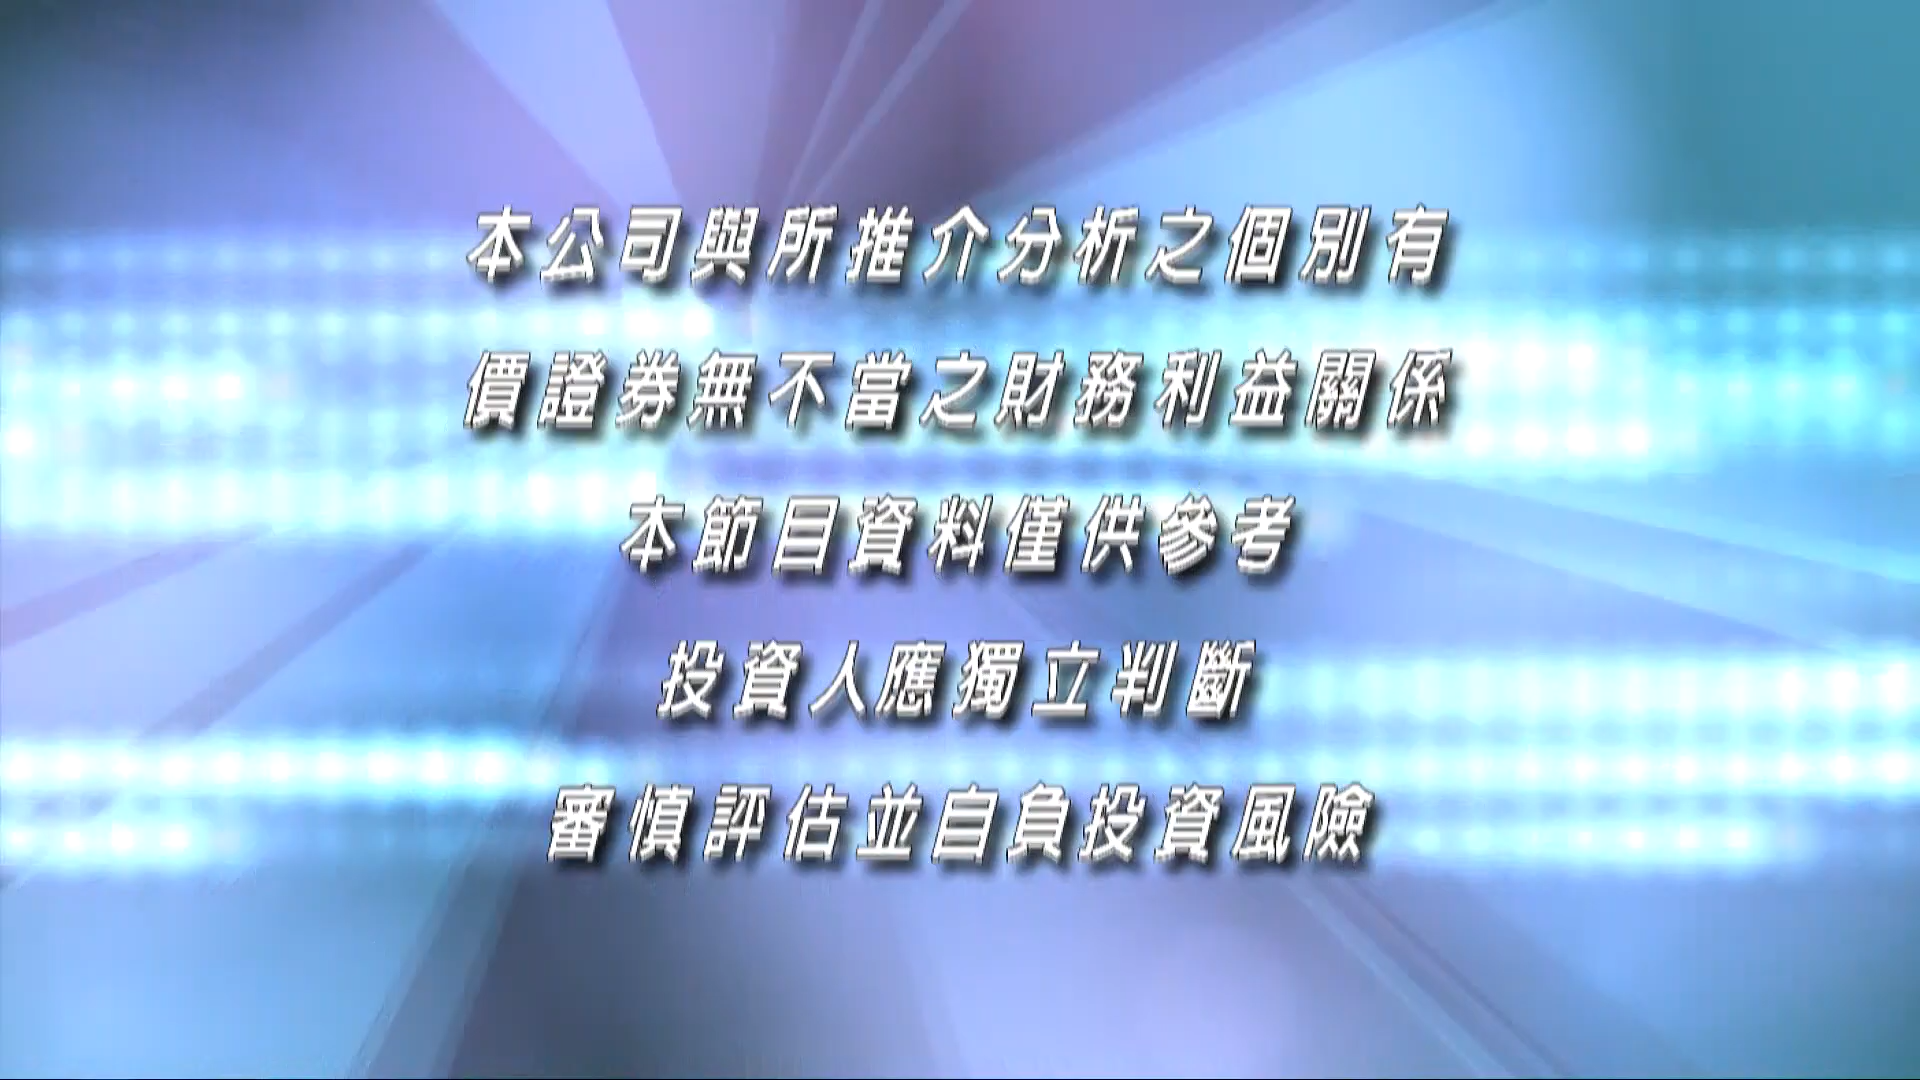 本公司與所推介分析之個別有
價證券無不當之財務利益關係
本節目資料僅供參考
投資人應獨立判斷
審慎評估並自負投資風險